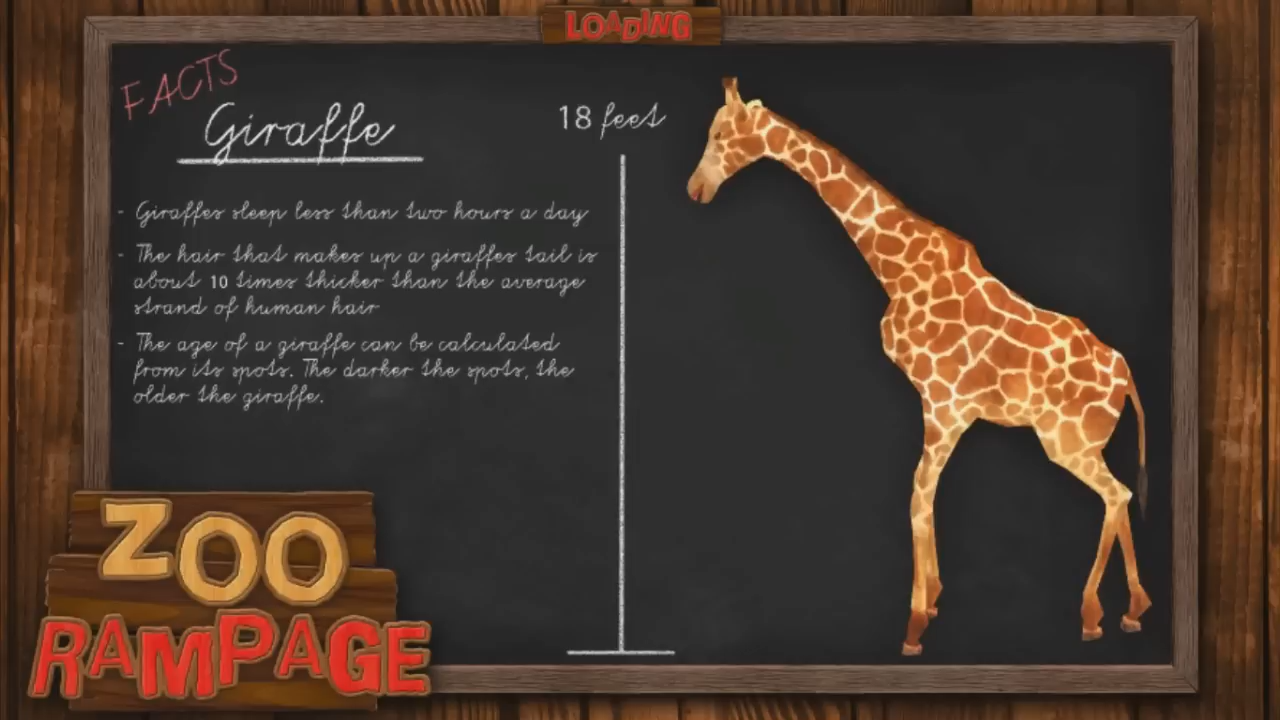 LOADING
FACTS
Giraffe
18 feet
- Giraffes sleep less than two hours a day
- The hair that makes up a giraffes tail is
about 10 times thicker than the average
strand of human hair
- The age of a giraffe can be calculated
from its spots. The darker the spots, the
older the giraffe.
ZOO
RAMPAGE